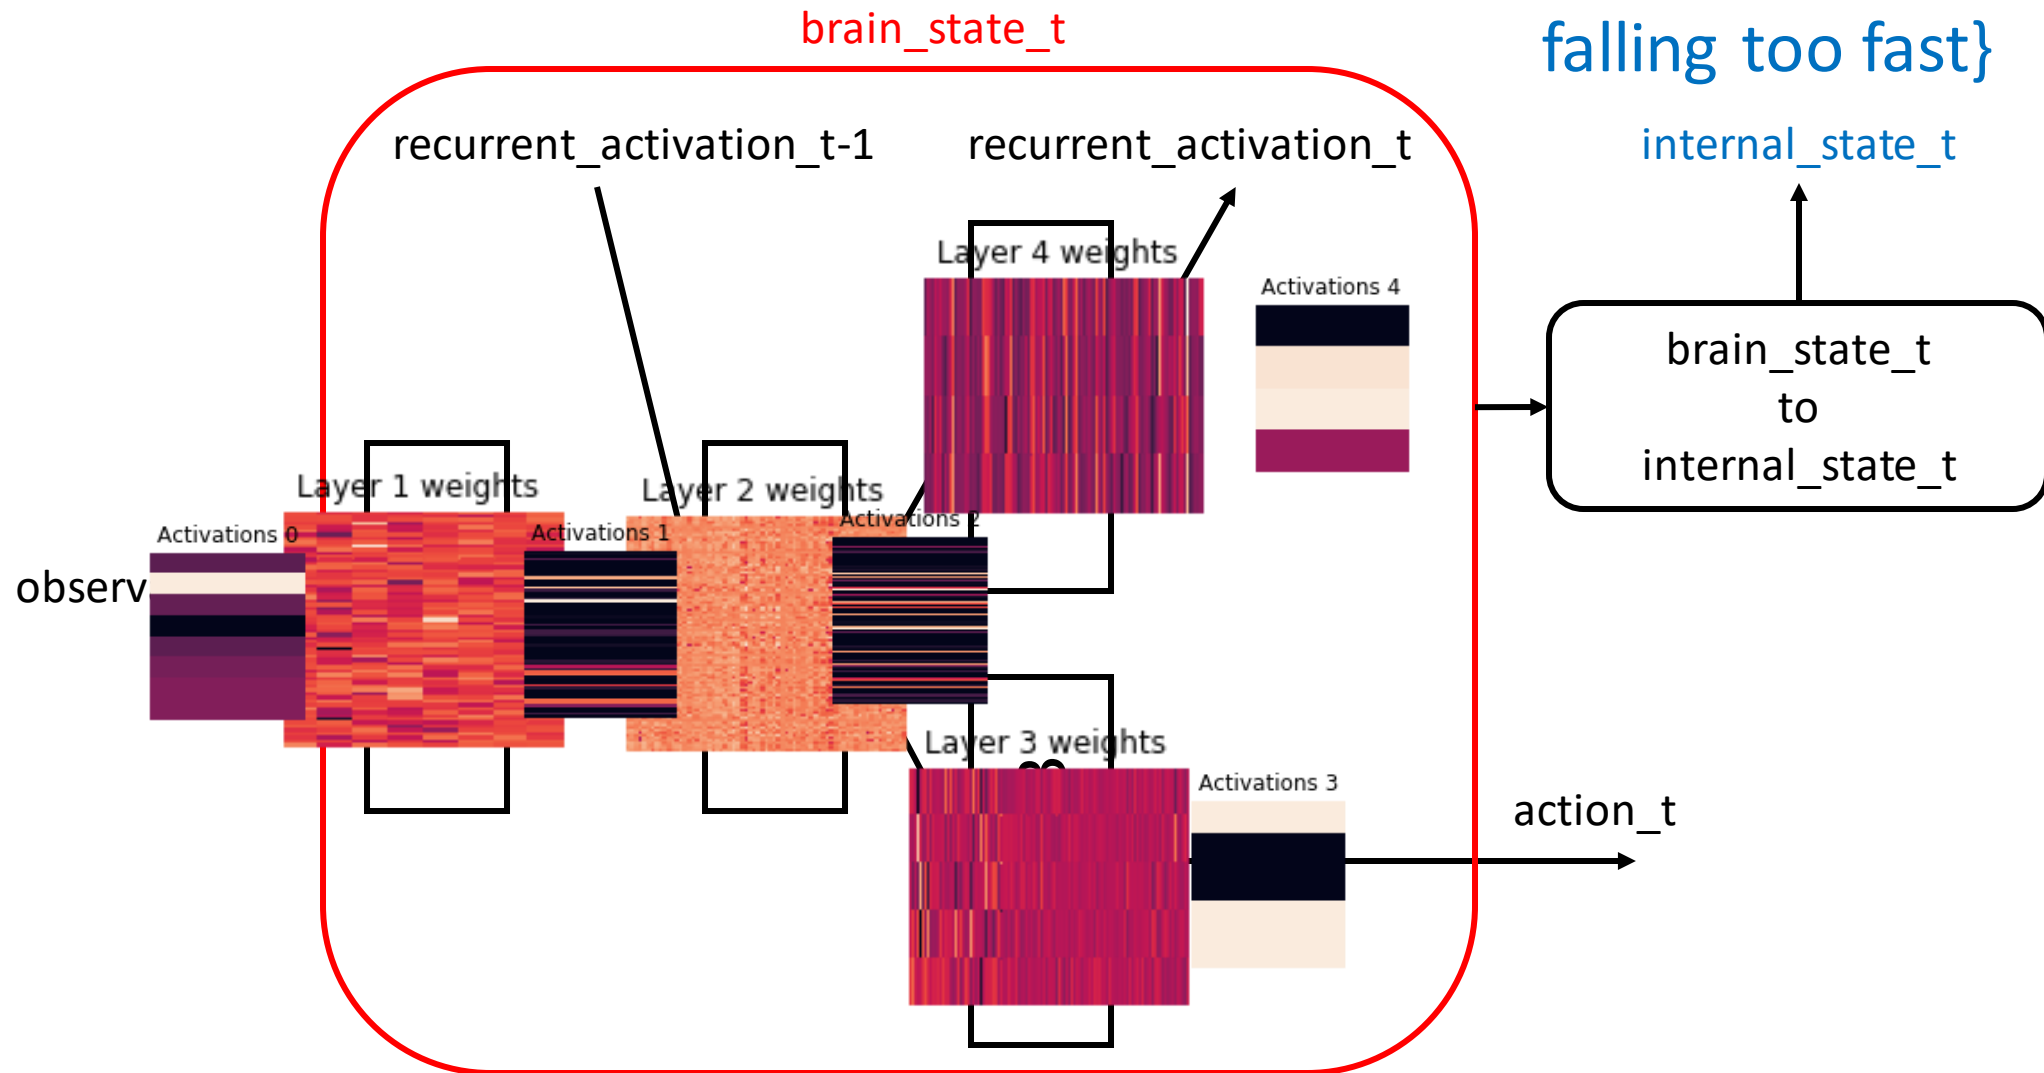 brain_state_t
falling too fast}
recurrent_activation_t-1
recurrent_activation_t
internal_state_t
Layer 4 weights
Activations 4
brain_state_t
to
internal_state_t
Layer 1 weights
Layer 2 weights
Activations 0
Activations 1
Activations 2
observ
Layer 3 weights
Activations 3
action_t